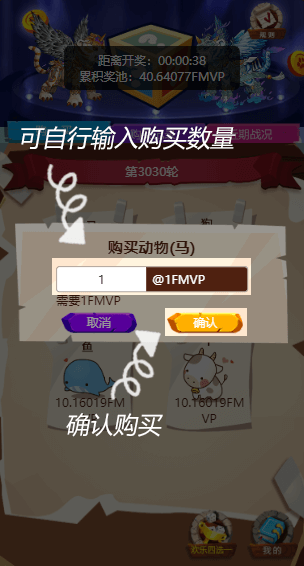 规则
距离开奖：00:00:38
累积奖池：40.64077FMVP
可自行输入购买数量
期战况
第3030轮
购买动物(马)
1
@1FMVP
需要1FMVP
取消
确认
鱼
10.16019FM
VP
10.16019FM
VP
确认购买
欢乐四选一
我的